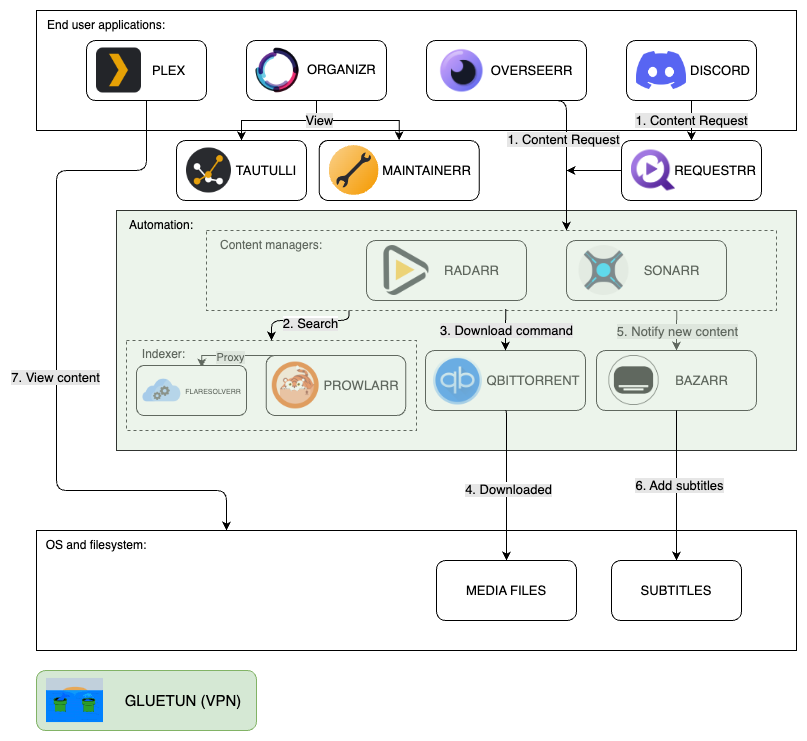 End user applications:
PLEX
ORGANIZR
OVERSEERR
DISCORD
View
1. Content Request
1. Content Request
TAUTULLI
MAINTAINERR
REQUESTRR
Automation:
Content managers:
RADARR
SONARR
2. Search
3. Download command
5. Notify new content
Indexer:
Proxy
FLARESOLVERR
PROWLARR
qb
QBITTORRENT
BAZARR
7. View content
4. Downloaded
6. Add subtitles
OS and filesystem:
MEDIA FILES
SUBTITLES
GLUETUN (VPN)